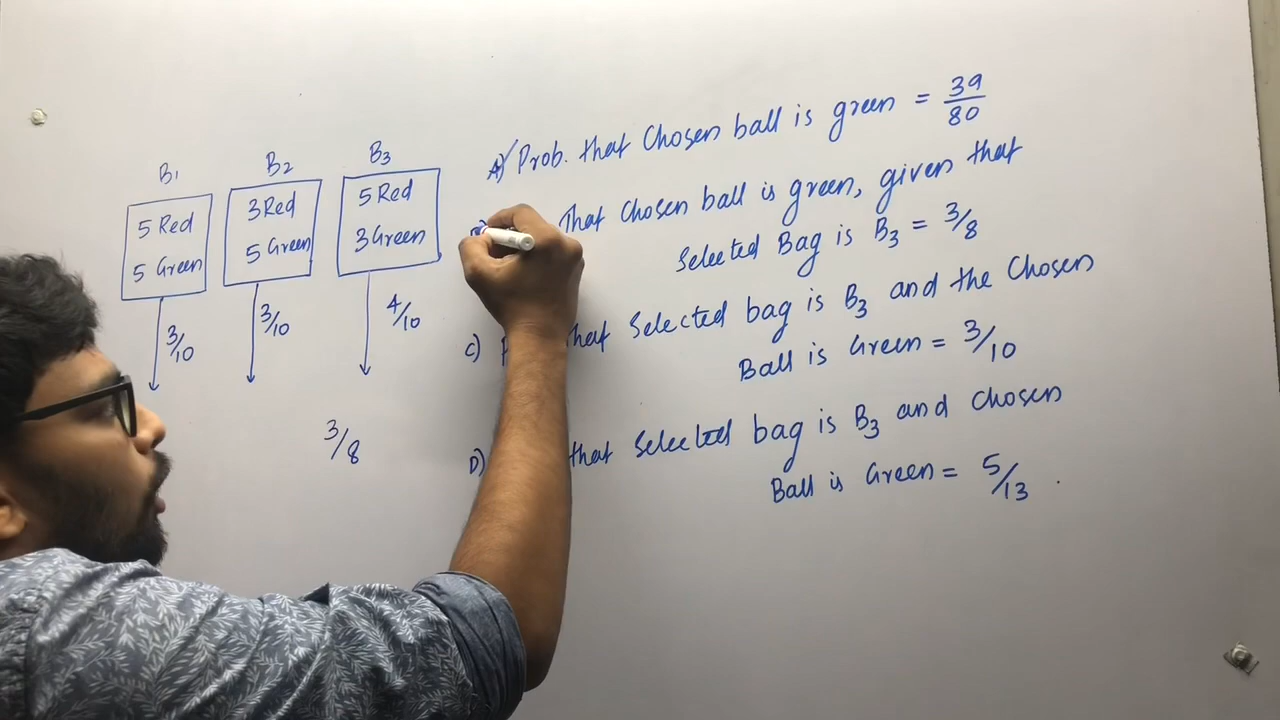 B1
5 Red
5 Green
3/10
B2
3 Red
5 Green
3/10
B3
5 Red
3 Green
4/10
3/8
A) Prob. that Chosen ball is green = 39/80
That Chosen ball is green, given that
Selected Bag is B3 = 3/8
C) that Selected bag is B3 and the Chosen
Ball is Green = 3/10
D) that Selected bag is B3 and Chosen
Ball is Green = 5/13 .